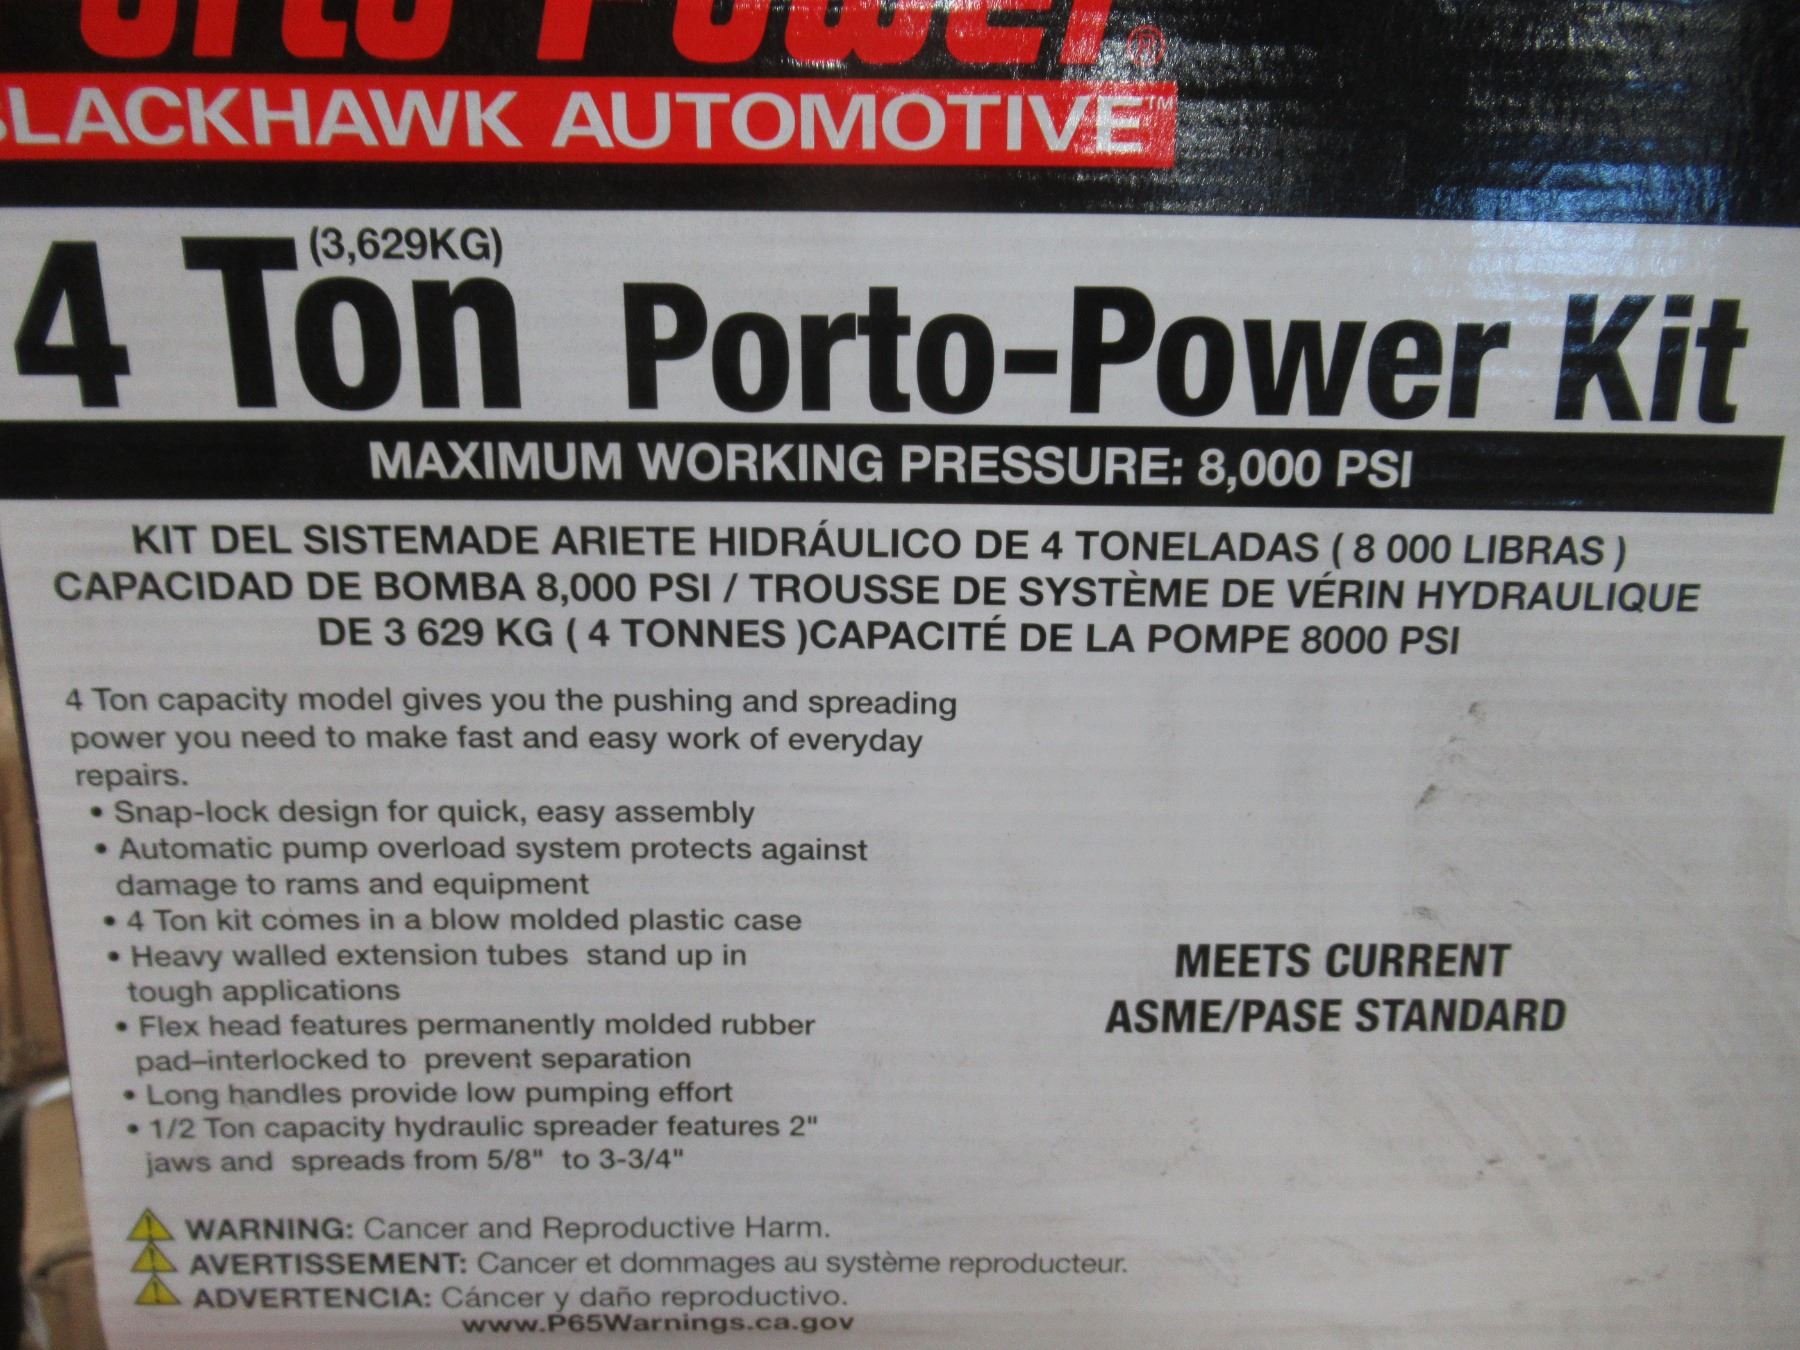 Porto Power®
BLACKHAWK AUTOMOTIVE™
4 Ton (3,629KG) Porto-Power Kit
MAXIMUM WORKING PRESSURE: 8,000 PSI
KIT DEL SISTEMADE ARIETE HIDRÁULICO DE 4 TONELADAS ( 8 000 LIBRAS )
CAPACIDAD DE BOMBA 8,000 PSI / TROUSSE DE SYSTÈME DE VÉRIN HYDRAULIQUE
DE 3 629 KG ( 4 TONNES )CAPACITÉ DE LA POMPE 8000 PSI
4 Ton capacity model gives you the pushing and spreading
power you need to make fast and easy work of everyday
repairs.
• Snap-lock design for quick, easy assembly
• Automatic pump overload system protects against
damage to rams and equipment
• 4 Ton kit comes in a blow molded plastic case
• Heavy walled extension tubes stand up in
tough applications
• Flex head features permanently molded rubber
pad–interlocked to prevent separation
• Long handles provide low pumping effort
• 1/2 Ton capacity hydraulic spreader features 2"
jaws and spreads from 5/8" to 3-3/4"
MEETS CURRENT
ASME/PASE STANDARD
WARNING: Cancer and Reproductive Harm.
AVERTISSEMENT: Cancer et dommages au système reproducteur.
ADVERTENCIA: Cáncer y daño reproductivo.
www.P65Warnings.ca.gov